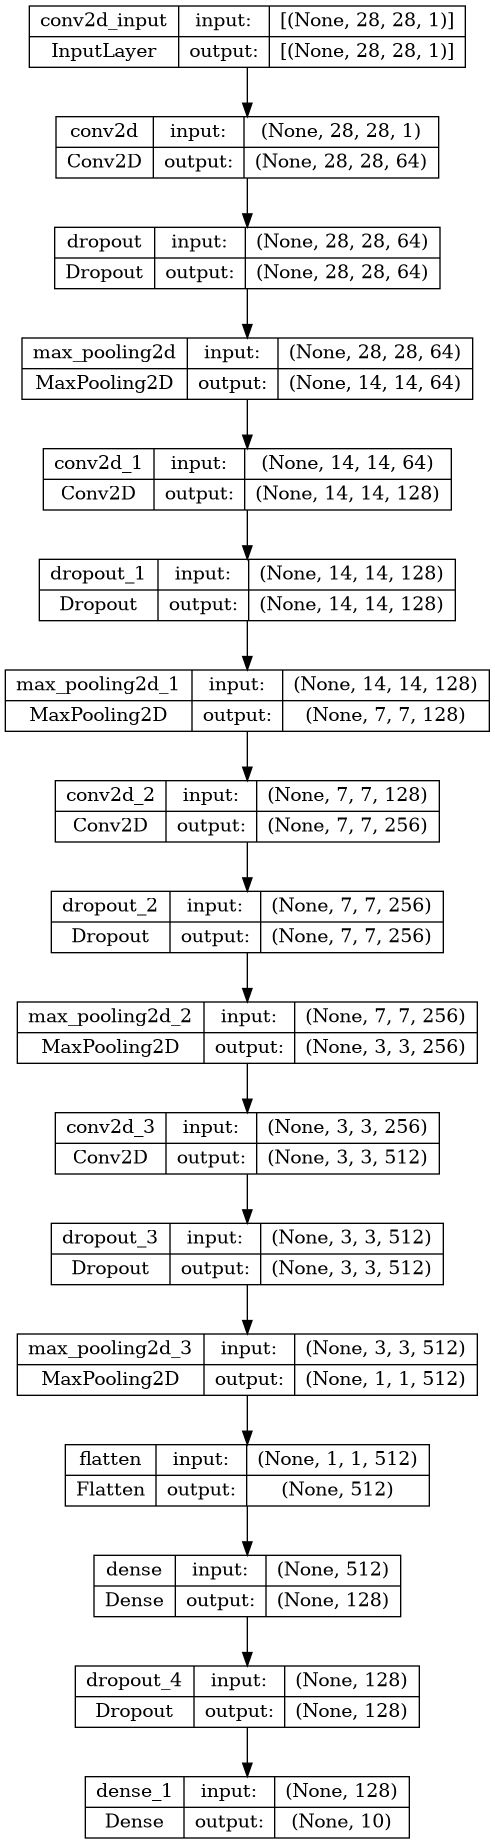 conv2d_input input: [(None, 28, 28, 1)]
InputLayer output: [(None, 28, 28, 1)]
conv2d input: (None, 28, 28, 1)
Conv2D output: (None, 28, 28, 64)
dropout input: (None, 28, 28, 64)
Dropout output: (None, 28, 28, 64)
max_pooling2d input: (None, 28, 28, 64)
MaxPooling2D output: (None, 14, 14, 64)
conv2d_1 input: (None, 14, 14, 64)
Conv2D output: (None, 14, 14, 128)
dropout_1 input: (None, 14, 14, 128)
Dropout output: (None, 14, 14, 128)
max_pooling2d_1 input: (None, 14, 14, 128)
MaxPooling2D output: (None, 7, 7, 128)
conv2d_2 input: (None, 7, 7, 128)
Conv2D output: (None, 7, 7, 256)
dropout_2 input: (None, 7, 7, 256)
Dropout output: (None, 7, 7, 256)
max_pooling2d_2 input: (None, 7, 7, 256)
MaxPooling2D output: (None, 3, 3, 256)
conv2d_3 input: (None, 3, 3, 256)
Conv2D output: (None, 3, 3, 512)
dropout_3 input: (None, 3, 3, 512)
Dropout output: (None, 3, 3, 512)
max_pooling2d_3 input: (None, 3, 3, 512)
MaxPooling2D output: (None, 1, 1, 512)
flatten input: (None, 1, 1, 512)
Flatten output: (None, 512)
dense input: (None, 512)
Dense output: (None, 128)
dropout_4 input: (None, 128)
Dropout output: (None, 128)
dense_1 input: (None, 128)
Dense output: (None, 10)